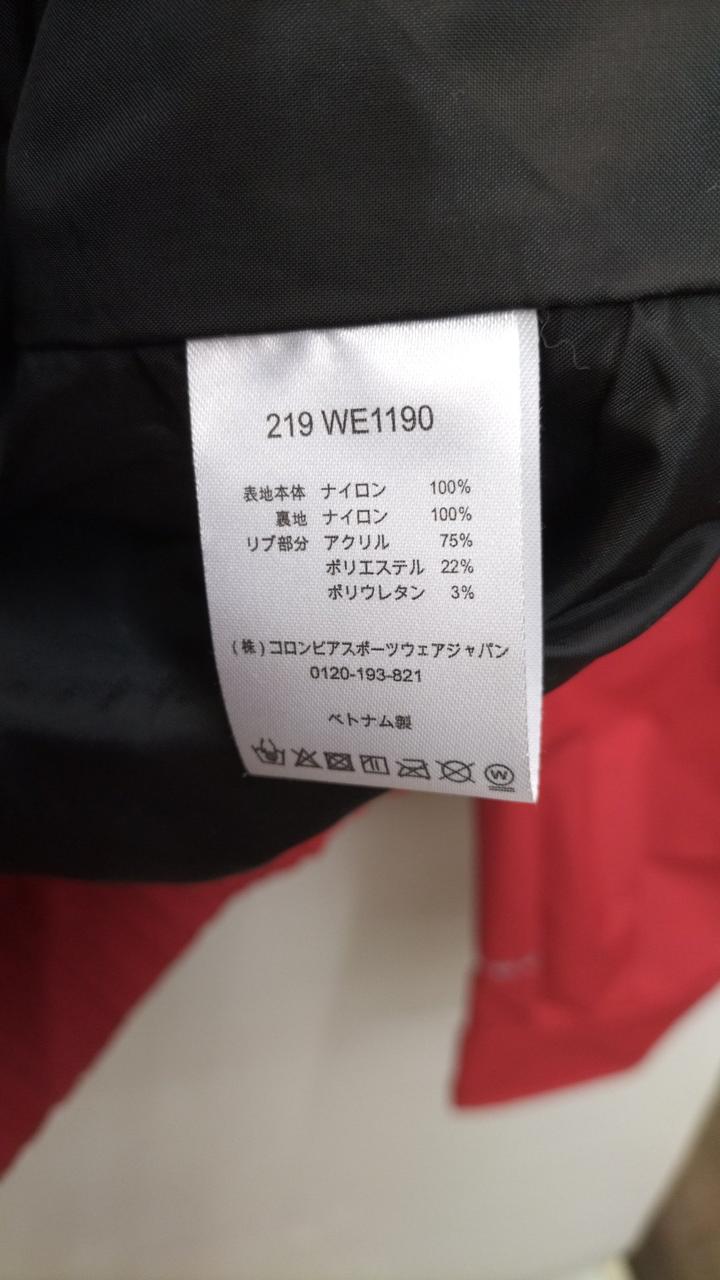 219 WE1190
表地本体 ナイロン 100%
裏地 ナイロン 100%
リブ部分 アクリル 75%
ポリエステル 22%
ポリウレタン 3%
(株)コロンビアスポーツウェアジャパン
0120-193-821
ベトナム製
W